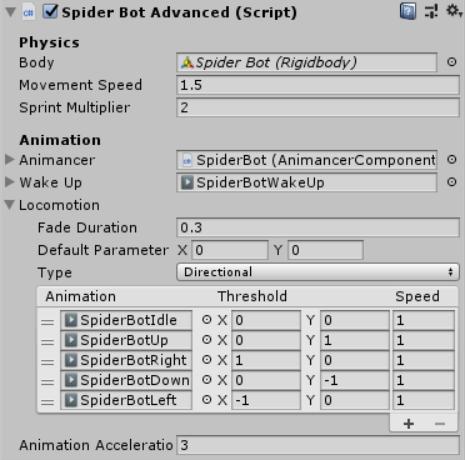 Spider Bot Advanced (Script)
Physics
Body Spider Bot (Rigidbody)
Movement Speed 1.5
Sprint Multiplier 2
Animation
Animancer SpiderBot (AnimancerComponent
Wake Up SpiderBotWakeUp
Locomotion
Fade Duration 0.3
Default Parameter X 0 Y 0
Type Directional
Animation Threshold Speed
SpiderBotIdle X 0 Y 0 1
SpiderBotUp X 0 Y 1 1
SpiderBotRight X 1 Y 0 1
SpiderBotDown X 0 Y -1 1
SpiderBotLeft X -1 Y 0 1
+ −
Animation Acceleratio 3